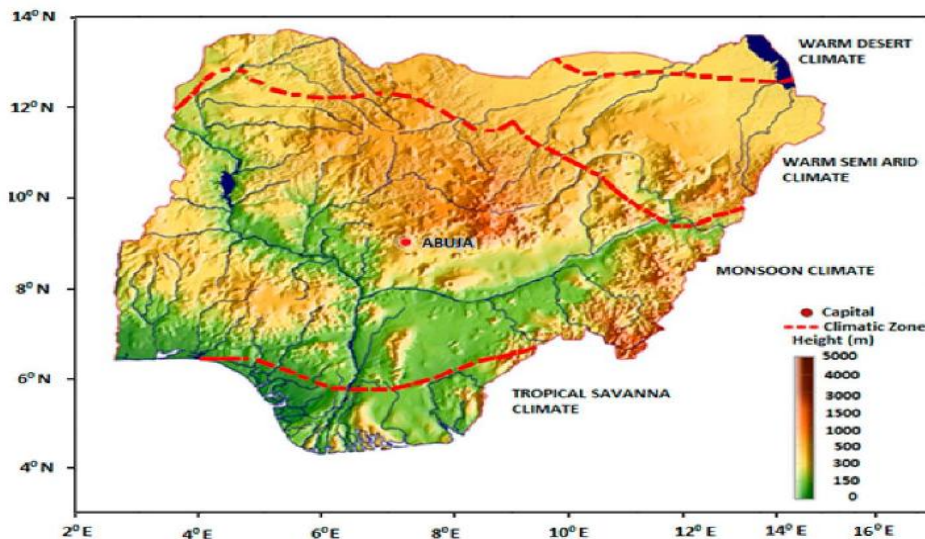 14° N
WARM DESERT
CLIMATE
12° N
WARM SEMI ARID
CLIMATE
10° N
ABUJA
8° N
MONSOON CLIMATE
Capital
Climatic Zone
Height (m)
5000
4000
3000
1500
1000
500
300
150
0
6° N
TROPICAL SAVANNA
CLIMATE
4° N
2° E
4° E
6° E
8° E
10° E
12° E
14° E
16° E